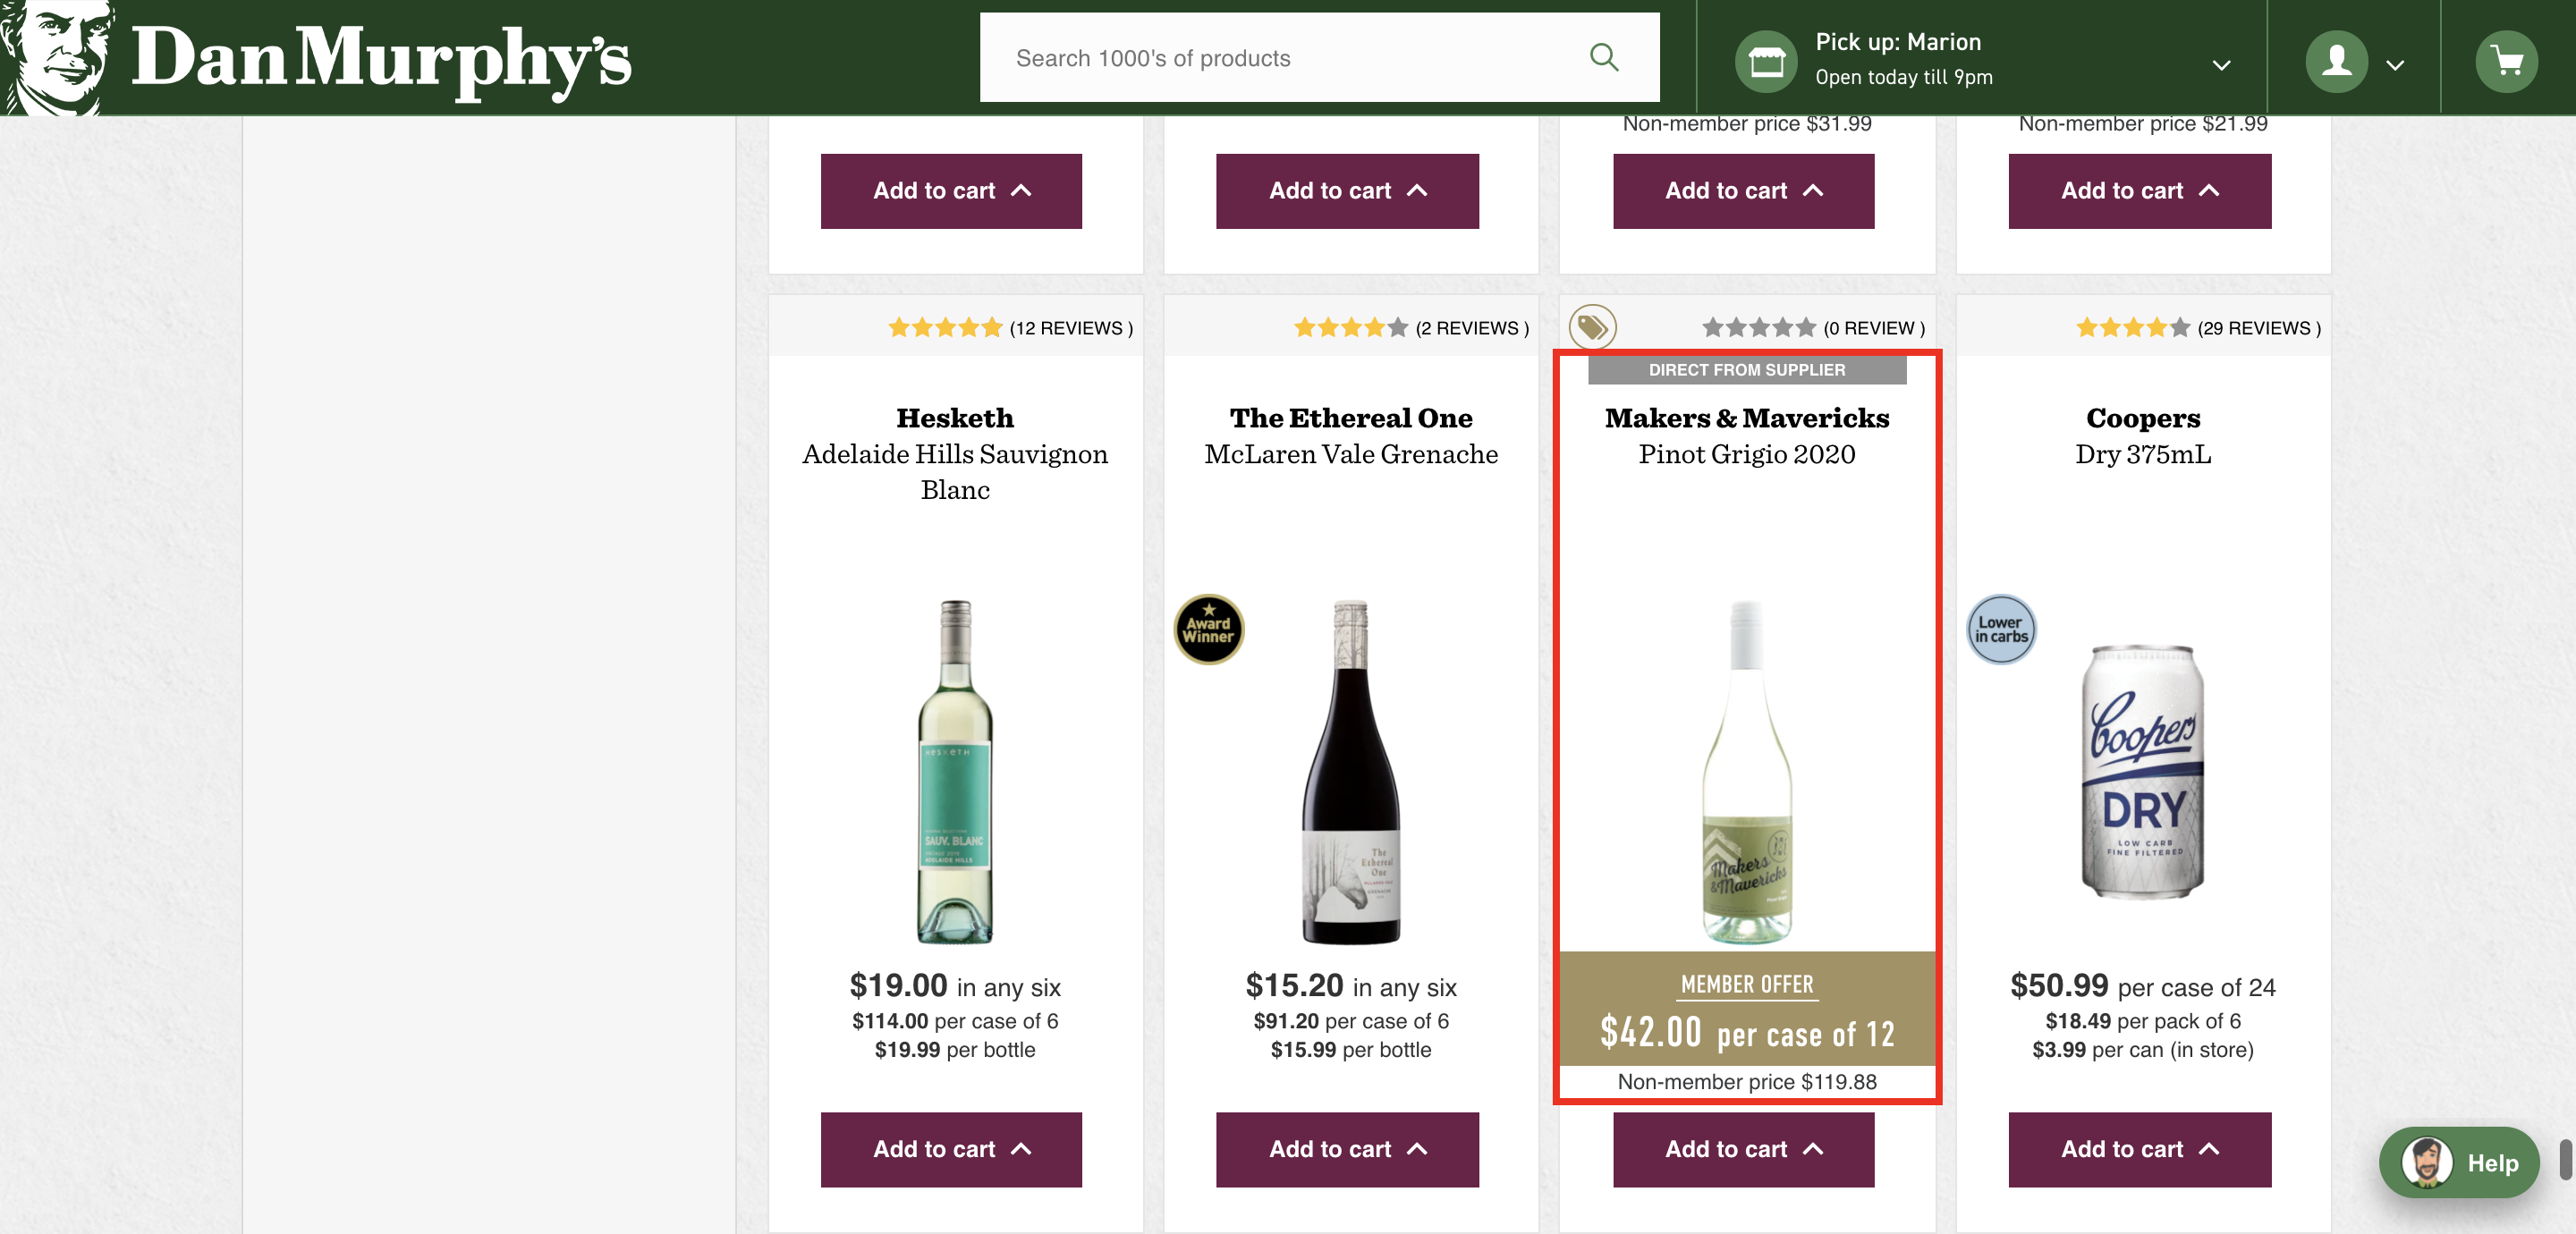 Dan Murphy's
Search 1000's of products
Pick up: Marion
Open today till 9pm
Non-member price $31.99
Non-member price $21.99
Add to cart
Add to cart
Add to cart
Add to cart
(12 REVIEWS )
(2 REVIEWS )
(0 REVIEW )
(29 REVIEWS )
DIRECT FROM SUPPLIER
Hesketh
Adelaide Hills Sauvignon
Blanc
The Ethereal One
McLaren Vale Grenache
Makers & Mavericks
Pinot Grigio 2020
Coopers
Dry 375mL
HESKETH
SAUV. BLANC
ADELAIDE HILLS
Award
Winner
The
Ethereal
One
McLAREN VALE
GRENACHE
Makers
& Mavericks
Pinot Grigio
Lower
in carbs
Coopers
DRY
LOW CARB
FINE FILTERED
$19.00 in any six
$114.00 per case of 6
$19.99 per bottle
$15.20 in any six
$91.20 per case of 6
$15.99 per bottle
MEMBER OFFER
$42.00 per case of 12
Non-member price $119.88
$50.99 per case of 24
$18.49 per pack of 6
$3.99 per can (in store)
Add to cart
Add to cart
Add to cart
Add to cart
Help